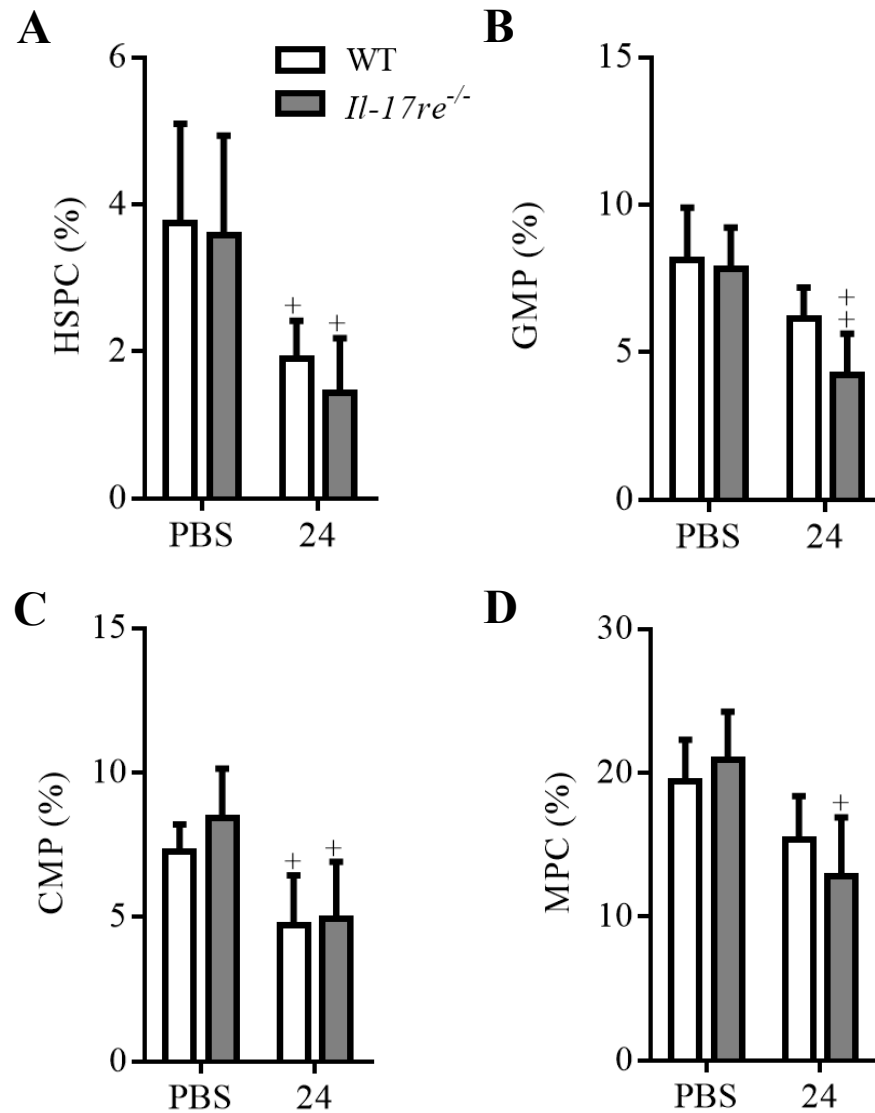 A
HSPC (%)
6
4
2
0
WT
Il-17re-/-
+
+
PBS
24
B
GMP (%)
15
10
5
0
+
+
PBS
24
C
CMP (%)
15
10
5
0
+
+
PBS
24
D
MPC (%)
30
20
10
0
+
PBS
24